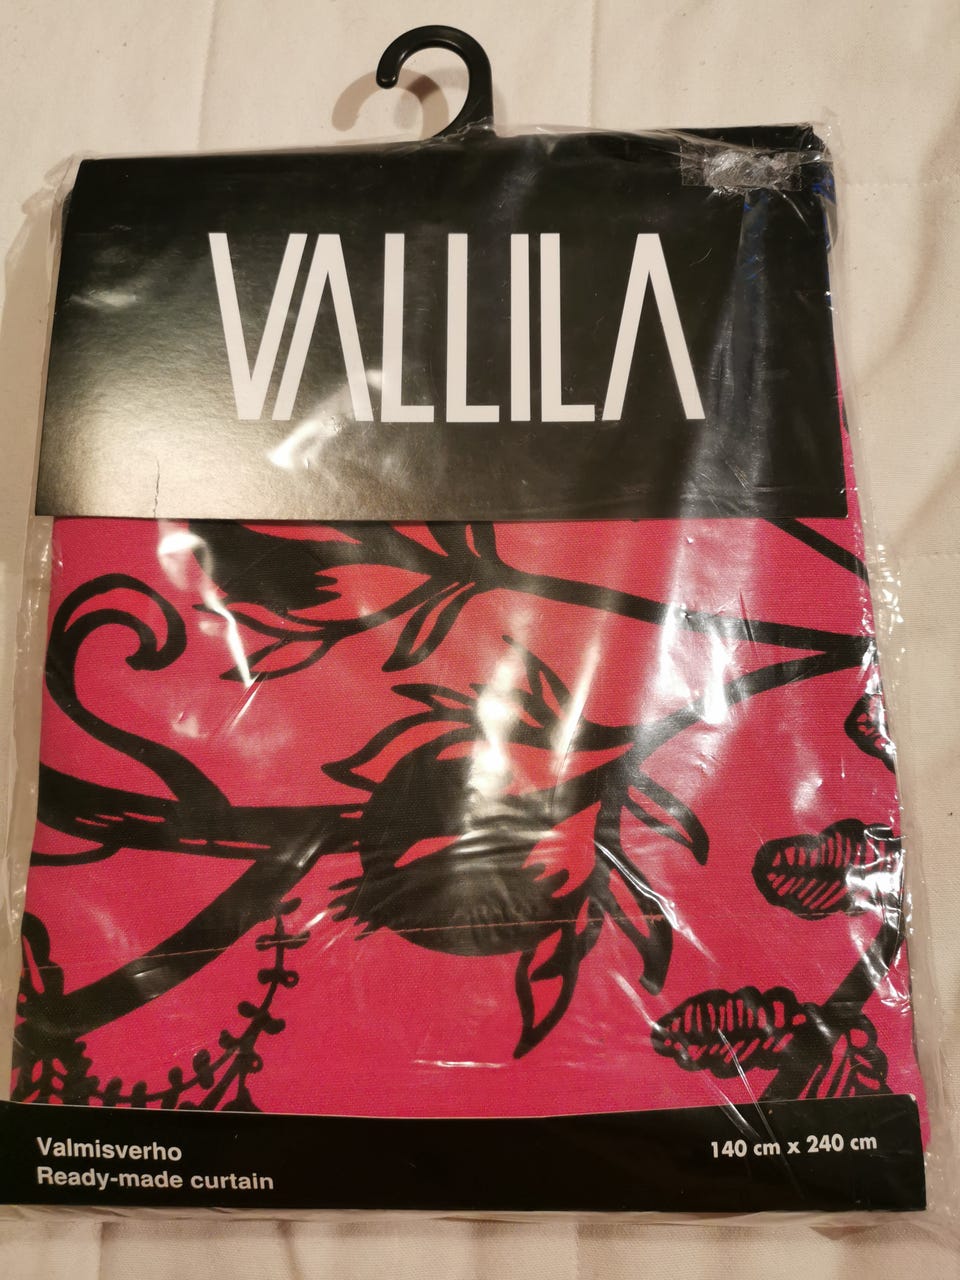 VALLILA
Valmisverho
Ready-made curtain
140 cm x 240 cm